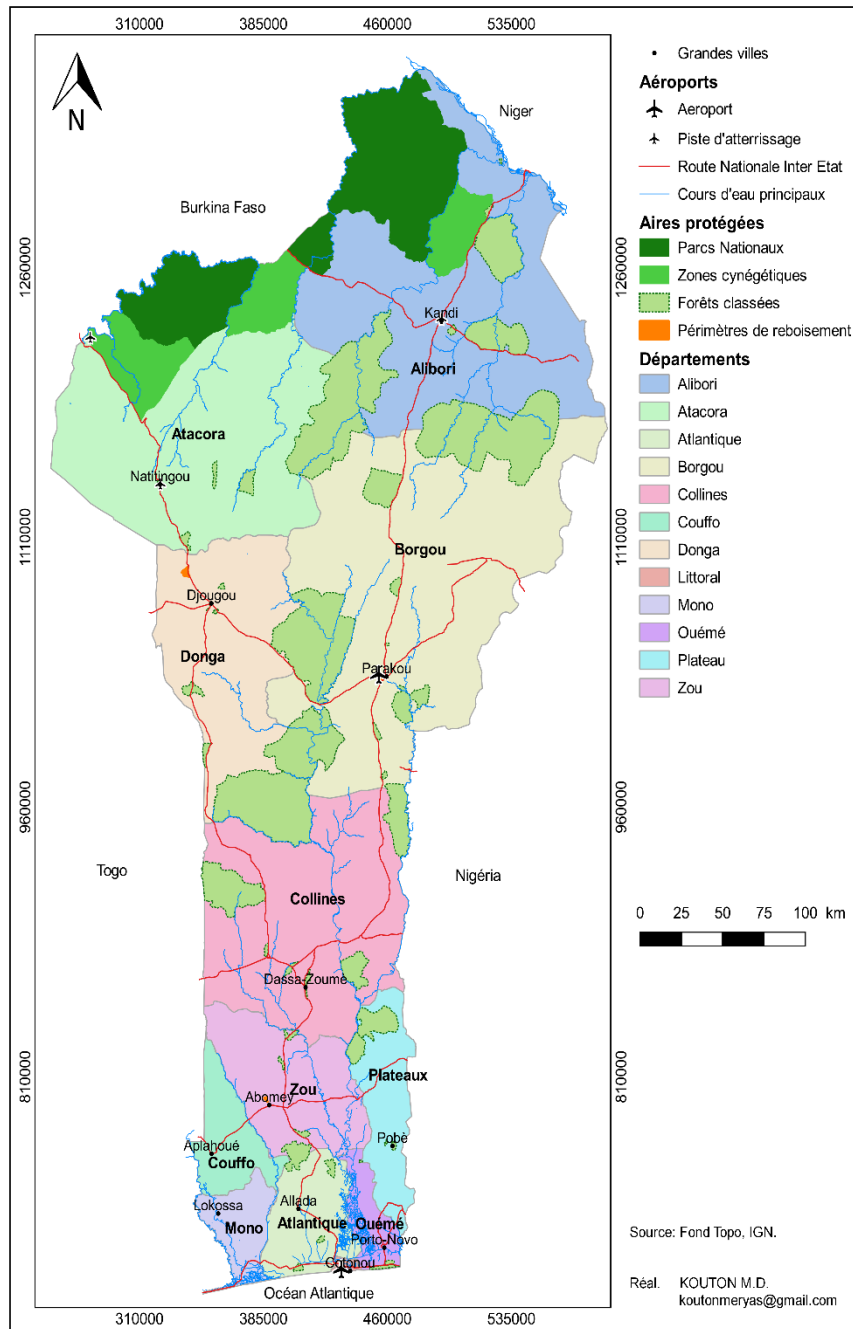 310000 385000 460000 535000
N
Niger
Burkina Faso
1260000
1260000
Kandi
Alibori
Atacora
Natitingou
1110000
1110000
Borgou
Djougou
Donga
Parakou
960000
960000
Togo
Nigéria
Collines
Dassa-Zoumé
810000
810000
Plateaux
Zou
Abomey
Pobè
Aplahoué
Couffo
Lokossa
Allada
Mono
Atlantique
Ouémé
Porto-Novo
Cotonou
Océan Atlantique
310000 385000 460000 535000
Grandes villes
Aéroports
Aeroport
Piste d'atterrissage
Route Nationale Inter Etat
Cours d'eau principaux
Aires protégées
Parcs Nationaux
Zones cynégétiques
Forêts classées
Périmètres de reboisement
Départements
Alibori
Atacora
Atlantique
Borgou
Collines
Couffo
Donga
Littoral
Mono
Ouémé
Plateau
Zou
0 25 50 75 100 km
Source: Fond Topo, IGN.
Réal. KOUTON M.D.
koutonmeryas@gmail.com